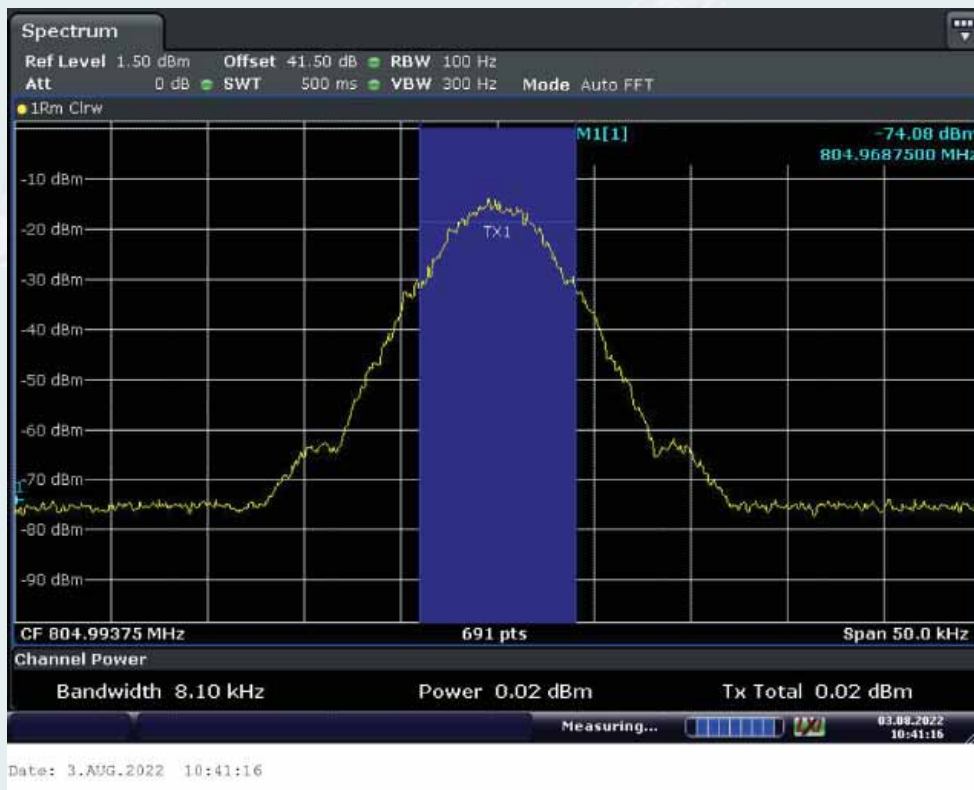 Spectrum
Ref Level 1.50 dBm Offset 41.50 dB RBW 100 Hz
Att 0 dB SWT 500 ms VBW 300 Hz Mode Auto FFT
1Rm Clrw
M1[1] -74.08 dBm
804.9687500 MHz
-10 dBm
-20 dBm
TX1
-30 dBm
-40 dBm
-50 dBm
-60 dBm
1
-70 dBm
-80 dBm
-90 dBm
CF 804.99375 MHz 691 pts Span 50.0 kHz
Channel Power
Bandwidth 8.10 kHz Power 0.02 dBm Tx Total 0.02 dBm
Measuring... 03.08.2022
10:41:16
Date: 3.AUG.2022 10:41:16